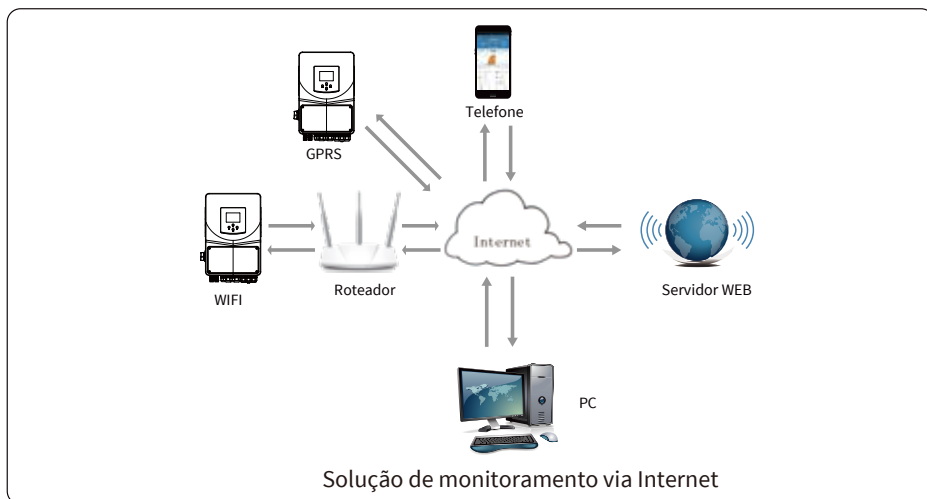 Telefone
GPRS
Internet
WIFI
Roteador
Servidor WEB
PC
Solução de monitoramento via Internet